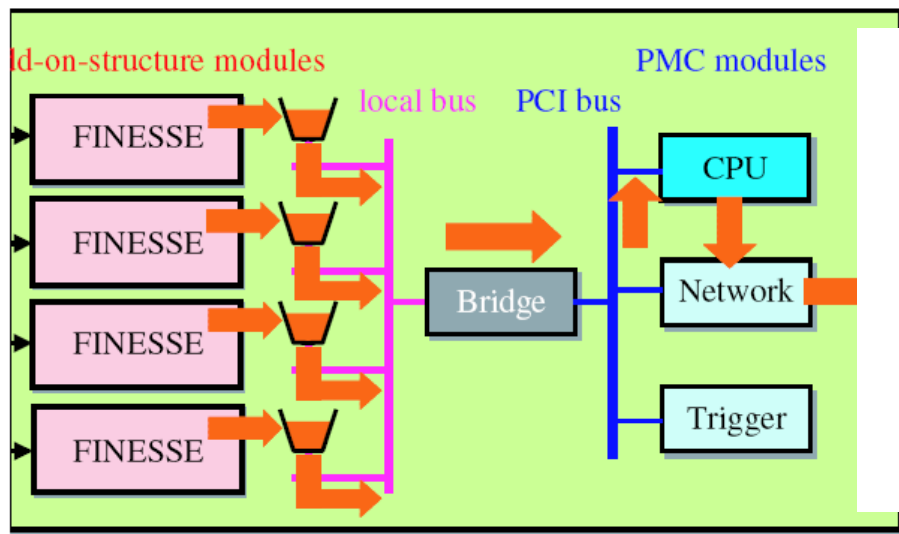 ld-on-structure modules
PMC modules
local bus
PCI bus
FINESSE
CPU
FINESSE
Bridge
Network
FINESSE
Trigger
FINESSE